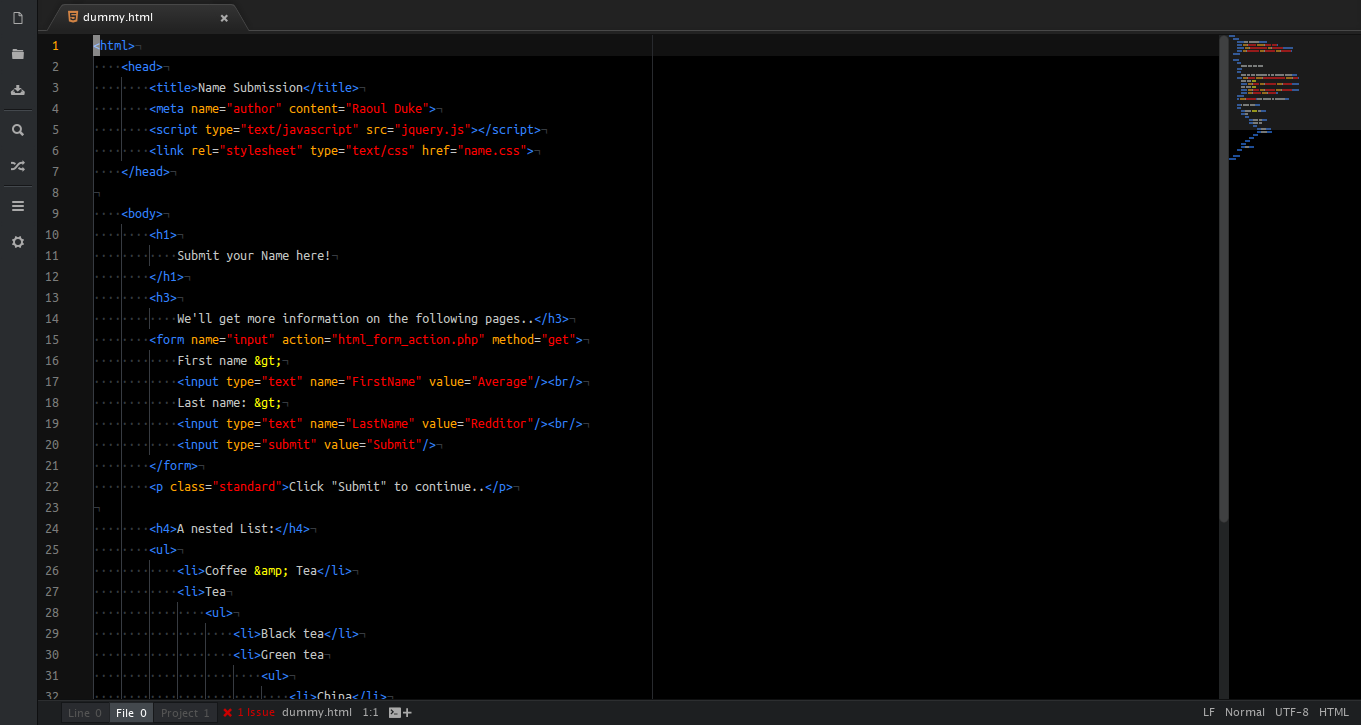 dummy.html
1 <html>
2 <head>
3 <title>Name Submission</title>
4 <meta name="author" content="Raoul Duke">
5 <script type="text/javascript" src="jquery.js"></script>
6 <link rel="stylesheet" type="text/css" href="name.css">
7 </head>
8
9 <body>
10 <h1>
11 Submit your Name here!
12 </h1>
13 <h3>
14 We'll get more information on the following pages..</h3>
15 <form name="input" action="html_form_action.php" method="get">
16 First name &gt;
17 <input type="text" name="FirstName" value="Average"/><br/>
18 Last name: &gt;
19 <input type="text" name="LastName" value="Redditor"/><br/>
20 <input type="submit" value="Submit"/>
21 </form>
22 <p class="standard">Click "Submit" to continue..</p>
23
24 <h4>A nested List:</h4>
25 <ul>
26 <li>Coffee &amp; Tea</li>
27 <li>Tea
28 <ul>
29 <li>Black tea</li>
30 <li>Green tea
31 <ul>
32 <li>China</li>
Line 0 File 0 Project 1 1 Issue dummy.html 1:1 LF Normal UTF-8 HTML